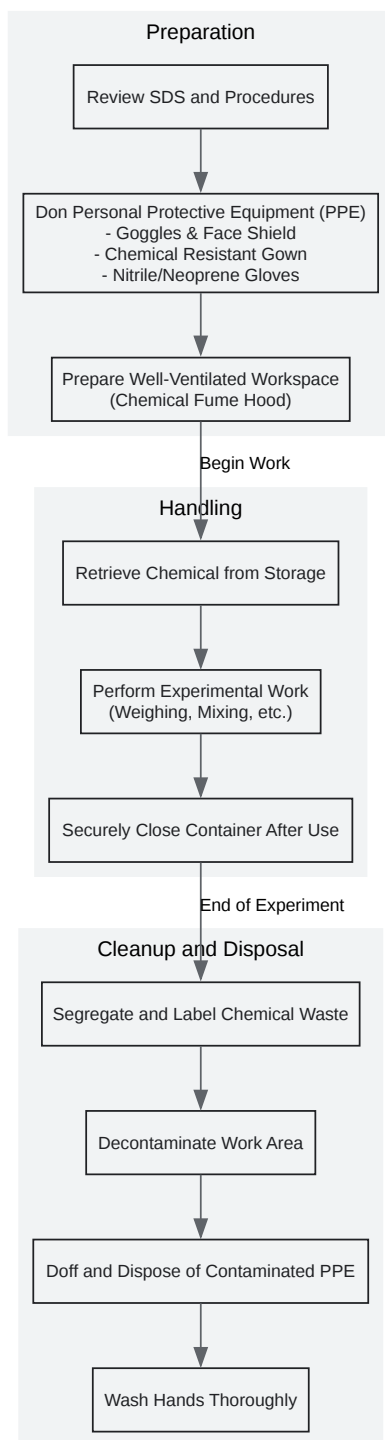 Preparation
Review SDS and Procedures
Don Personal Protective Equipment (PPE)
- Goggles & Face Shield
- Chemical Resistant Gown
- Nitrile/Neoprene Gloves
Prepare Well-Ventilated Workspace
(Chemical Fume Hood)
Begin Work
Handling
Retrieve Chemical from Storage
Perform Experimental Work
(Weighing, Mixing, etc.)
Securely Close Container After Use
End of Experiment
Cleanup and Disposal
Segregate and Label Chemical Waste
Decontaminate Work Area
Doff and Dispose of Contaminated PPE
Wash Hands Thoroughly